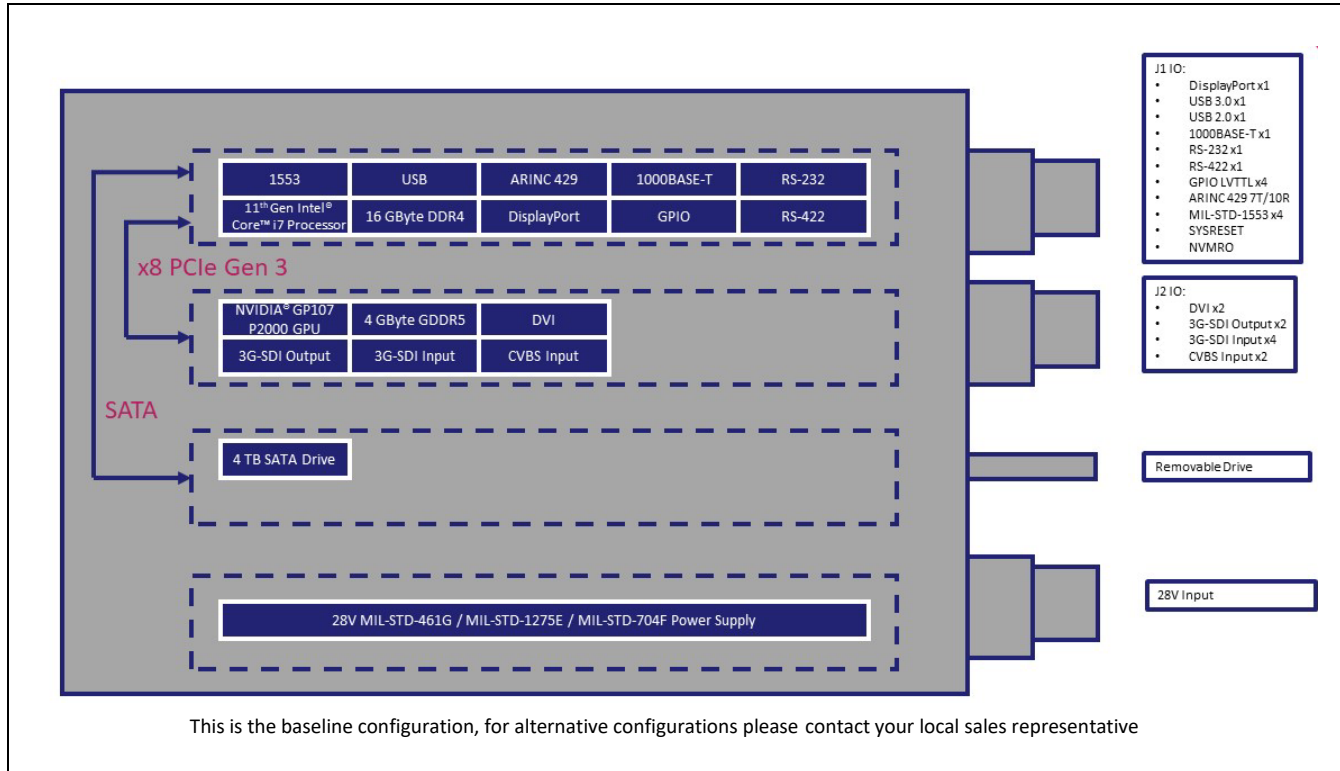 1553
USB
ARINC 429
1000BASE-T
RS-232
11th Gen Intel®
Core™ i7 Processor
16 GByte DDR4
DisplayPort
GPIO
RS-422
x8 PCIe Gen 3
NVIDIA® GP107
P2000 GPU
4 GByte GDDR5
DVI
3G-SDI Output
3G-SDI Input
CVBS Input
SATA
4 TB SATA Drive
28V MIL-STD-461G / MIL-STD-1275E / MIL-STD-704F Power Supply
J1 IO:
• DisplayPort x1
• USB 3.0 x1
• USB 2.0 x1
• 1000BASE-T x1
• RS-232 x1
• RS-422 x1
• GPIO LVTTL x4
• ARINC 429 7T/10R
• MIL-STD-1553 x4
• SYSRESET
• NVMRO
J2 IO:
• DVI x2
• 3G-SDI Output x2
• 3G-SDI Input x4
• CVBS Input x2
Removable Drive
28V Input
This is the baseline configuration, for alternative configurations please contact your local sales representative